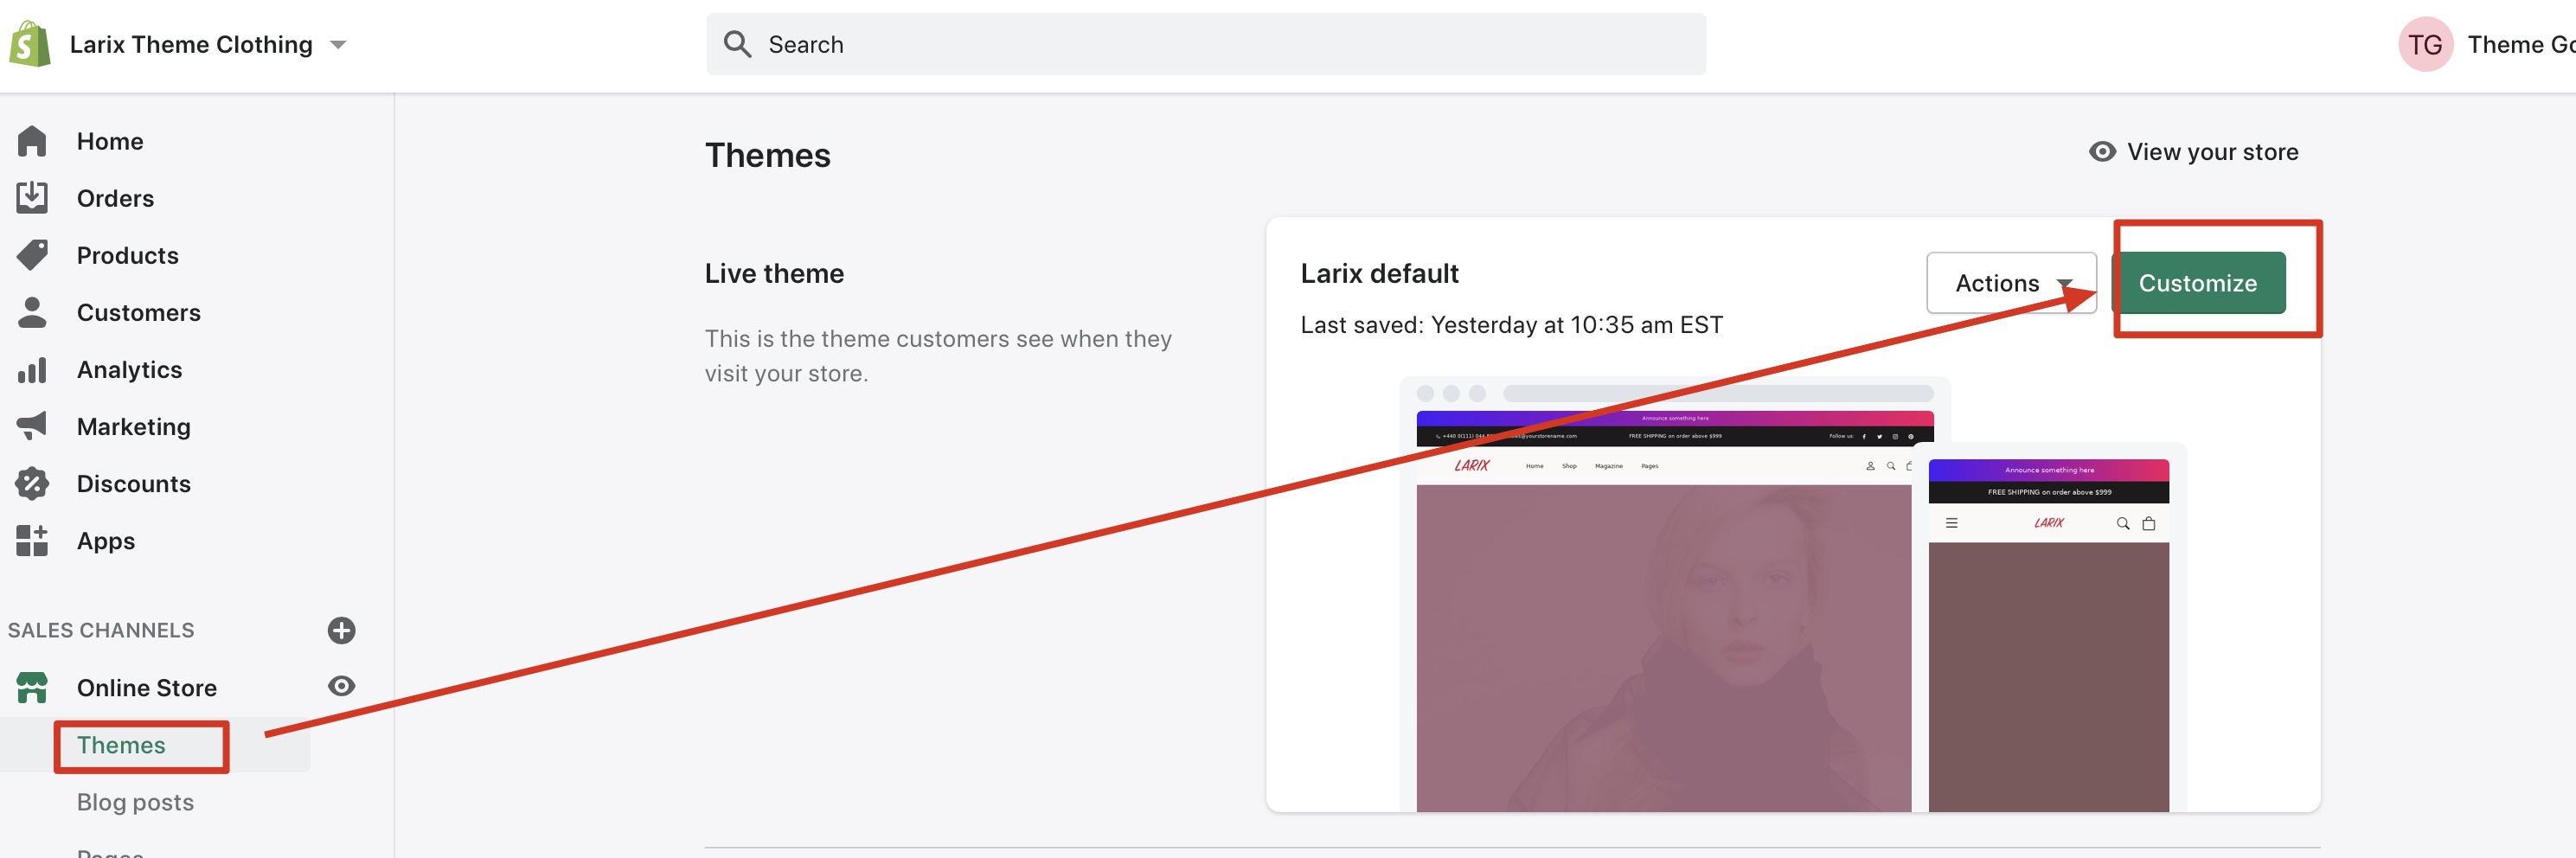 Larix Theme Clothing
Search
TG
Theme Go
Home
Orders
Products
Customers
Analytics
Marketing
Discounts
Apps
SALES CHANNELS
Online Store
Themes
Blog posts
Pages
Themes
View your store
Live theme
This is the theme customers see when they
visit your store.
Larix default
Last saved: Yesterday at 10:35 am EST
Actions
Customize
Announce something here
FREE SHIPPING on order above $999
Follow us:
LARIX
Home
Shop
Magazine
Pages
Announce something here
FREE SHIPPING on order above $999
LARIX